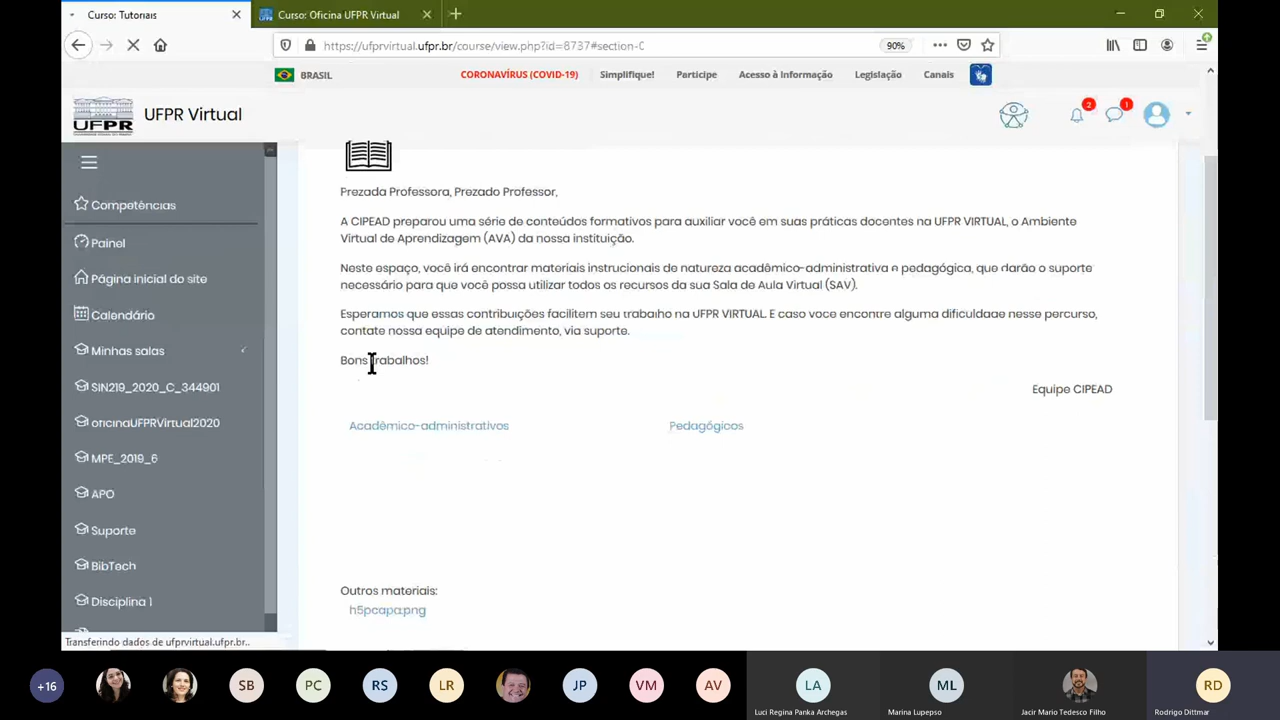 Curso: Tutoriais
Curso: Oficina UFPR Virtual
https://ufprvirtual.ufpr.br/course/view.php?id=8737#section-0
90%
BRASIL
CORONAVÍRUS (COVID-19)
Simplifique!
Participe
Acesso à Informação
Legislação
Canais
UFPR
UFPR Virtual
2
1
Competências
Painel
Página inicial do site
Calendário
Minhas salas
SIN219_2020_C_344901
oficinaUFPRVirtual2020
MPE_2019_6
APO
Suporte
BibTech
Disciplina 1
Transferindo dados de ufprvirtual.ufpr.br...
Prezada Professora, Prezado Professor,
A CIPEAD preparou uma série de conteúdos formativos para auxiliar você em suas práticas docentes na UFPR VIRTUAL, o Ambiente
Virtual de Aprendizagem (AVA) da nossa instituição.
Neste espaço, você irá encontrar materiais instrucionais de natureza acadêmico-administrativa e pedagógica, que darão o suporte
necessário para que você possa utilizar todos os recursos da sua Sala de Aula Virtual (SAV).
Esperamos que essas contribuições facilitem seu trabalho na UFPR VIRTUAL. E caso você encontre alguma dificuldade nesse percurso,
contate nossa equipe de atendimento, via suporte.
Bons trabalhos!
Equipe CIPEAD
Acadêmico-administrativos
Pedagógicos
Outros materiais:
h5pcapa.png
+16
SB
PC
RS
LR
JP
VM
AV
LA
ML
RD
Luci Regina Panka Archegas
Marina Lupepso
Jacir Mario Tedesco Filho
Rodrigo Dittmar